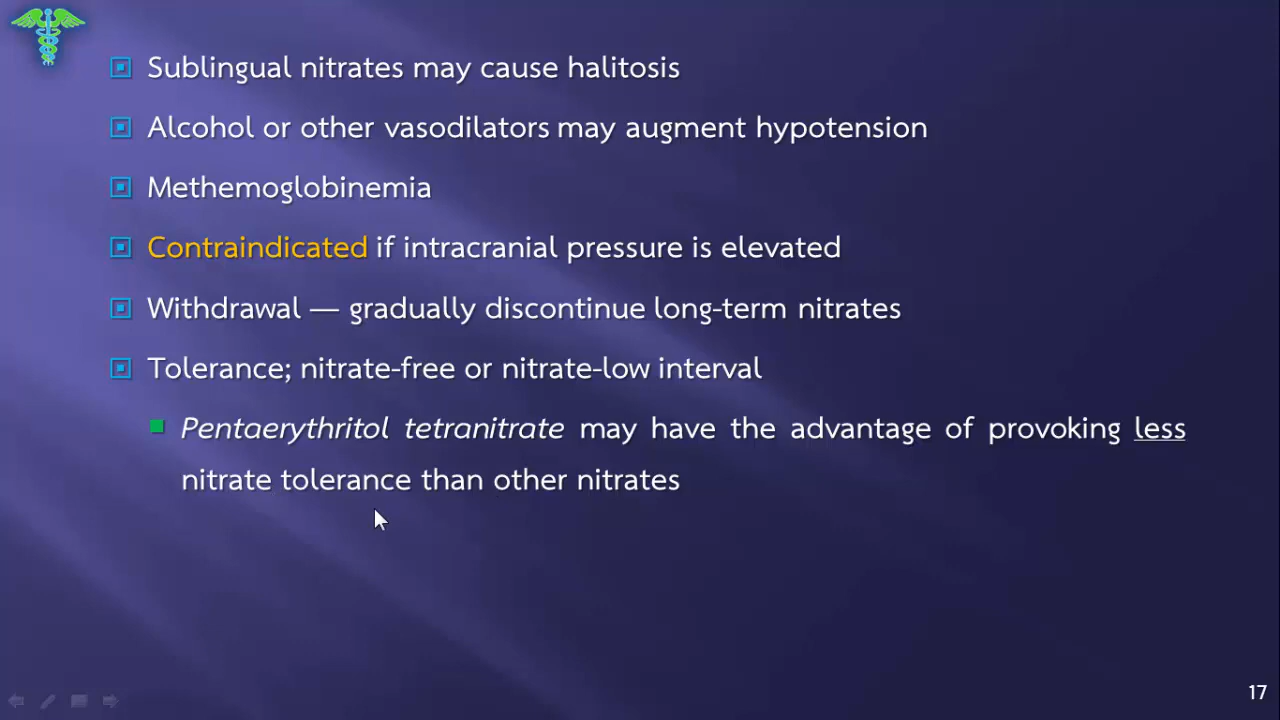 Sublingual nitrates may cause halitosis
Alcohol or other vasodilators may augment hypotension
Methemoglobinemia
Contraindicated if intracranial pressure is elevated
Withdrawal — gradually discontinue long-term nitrates
Tolerance; nitrate-free or nitrate-low interval
Pentaerythritol tetranitrate may have the advantage of provoking less
nitrate tolerance than other nitrates
17